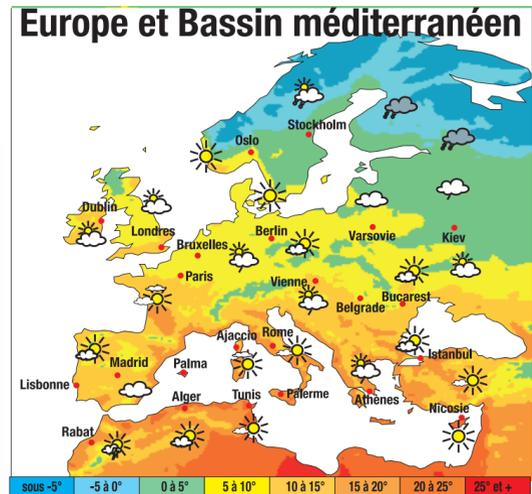 Europe et Bassin méditerranéen
Stockholm
Oslo
Dublin
Londres
Berlin
Varsovie
Kiev
Bruxelles
Paris
Vienne
Bucarest
Belgrade
Ajaccio
Rome
Istanbul
Madrid
Palma
Lisbonne
Alger
Tunis
Palerme
Athènes
Nicosie
Rabat
sous -5° -5 à 0° 0 à 5° 5 à 10° 10 à 15° 15 à 20° 20 à 25° 25° et +